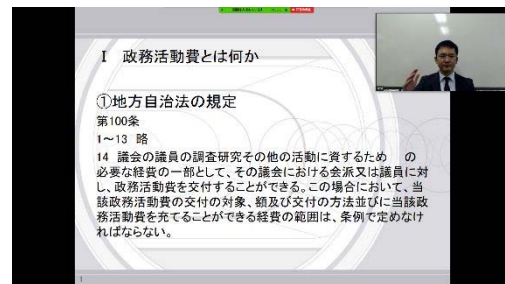 Ⅰ 政務活動費とは何か
①地方自治法の規定
第100条
1～13 略
14 議会の議員の調査研究その他の活動に資するため の
必要な経費の一部として、その議会における会派又は議員に対
し、政務活動費を交付することができる。この場合において、当
該政務活動費の交付の対象、額及び交付の方法並びに当該政
務活動費を充てることができる経費の範囲は、条例で定めなけ
ればならない。
1